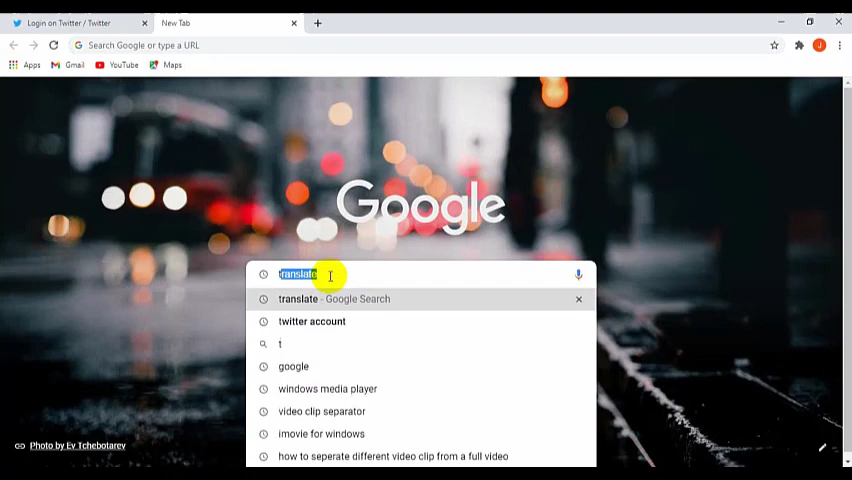 Login on Twitter / Twitter
New Tab
Search Google or type a URL
J
Apps
Gmail
YouTube
Maps
Google
translate
translate - Google Search
twitter account
t
google
windows media player
video clip separator
imovie for windows
how to seperate different video clip from a full video
Photo by Ev Tchebotarev